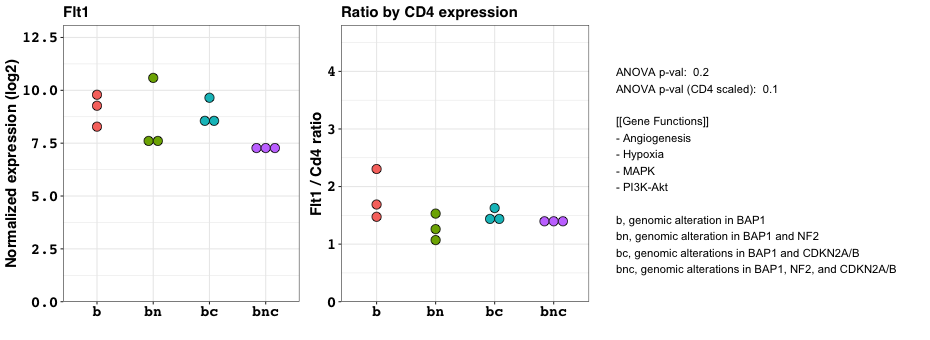 Flt1
Normalized expression (log2)
12.5
10.0
7.5
5.0
2.5
0.0
b bn bc bnc
Ratio by CD4 expression
Flt1 / Cd4 ratio
4
3
2
1
0
b bn bc bnc
ANOVA p-val: 0.2
ANOVA p-val (CD4 scaled): 0.1
[[Gene Functions]]
- Angiogenesis
- Hypoxia
- MAPK
- PI3K-Akt
b, genomic alteration in BAP1
bn, genomic alteration in BAP1 and NF2
bc, genomic alterations in BAP1 and CDKN2A/B
bnc, genomic alterations in BAP1, NF2, and CDKN2A/B